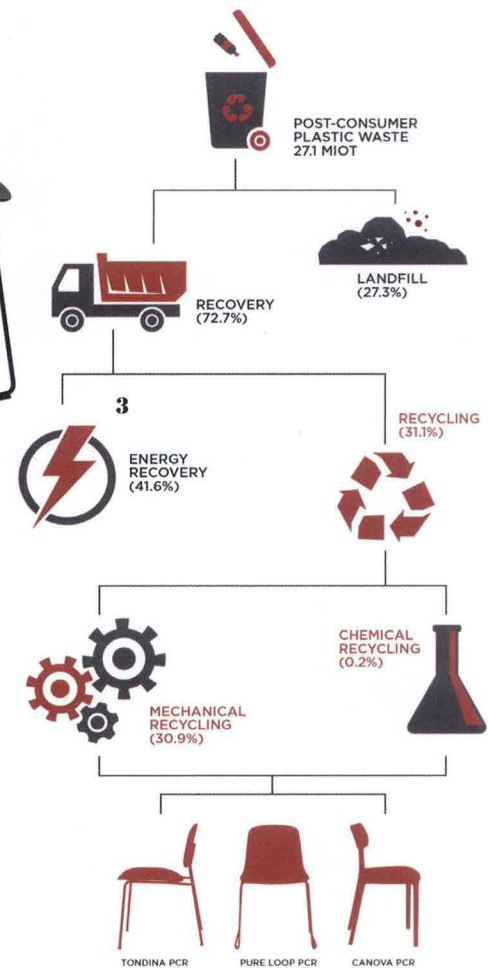 POST-CONSUMER
PLASTIC WASTE
27.1 MIOT
LANDFILL
(27.3%)
RECOVERY
(72.7%)
3
RECYCLING
(31.1%)
ENERGY
RECOVERY
(41.6%)
CHEMICAL
RECYCLING
(0.2%)
MECHANICAL
RECYCLING
(30.9%)
TONDINA PCR
PURE LOOP PCR
CANOVA PCR